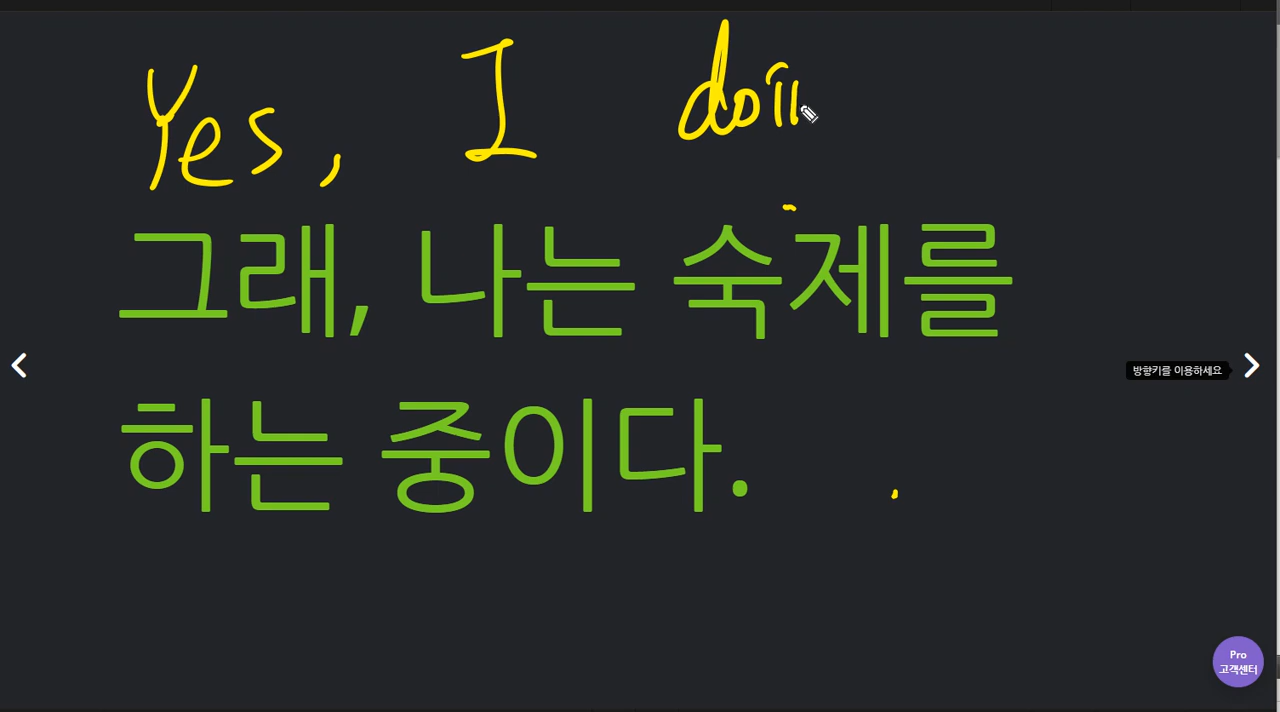 Yes, I doin
그래, 나는 숙제를
하는 중이다.
방향키를 이용하세요
Pro
고객센터